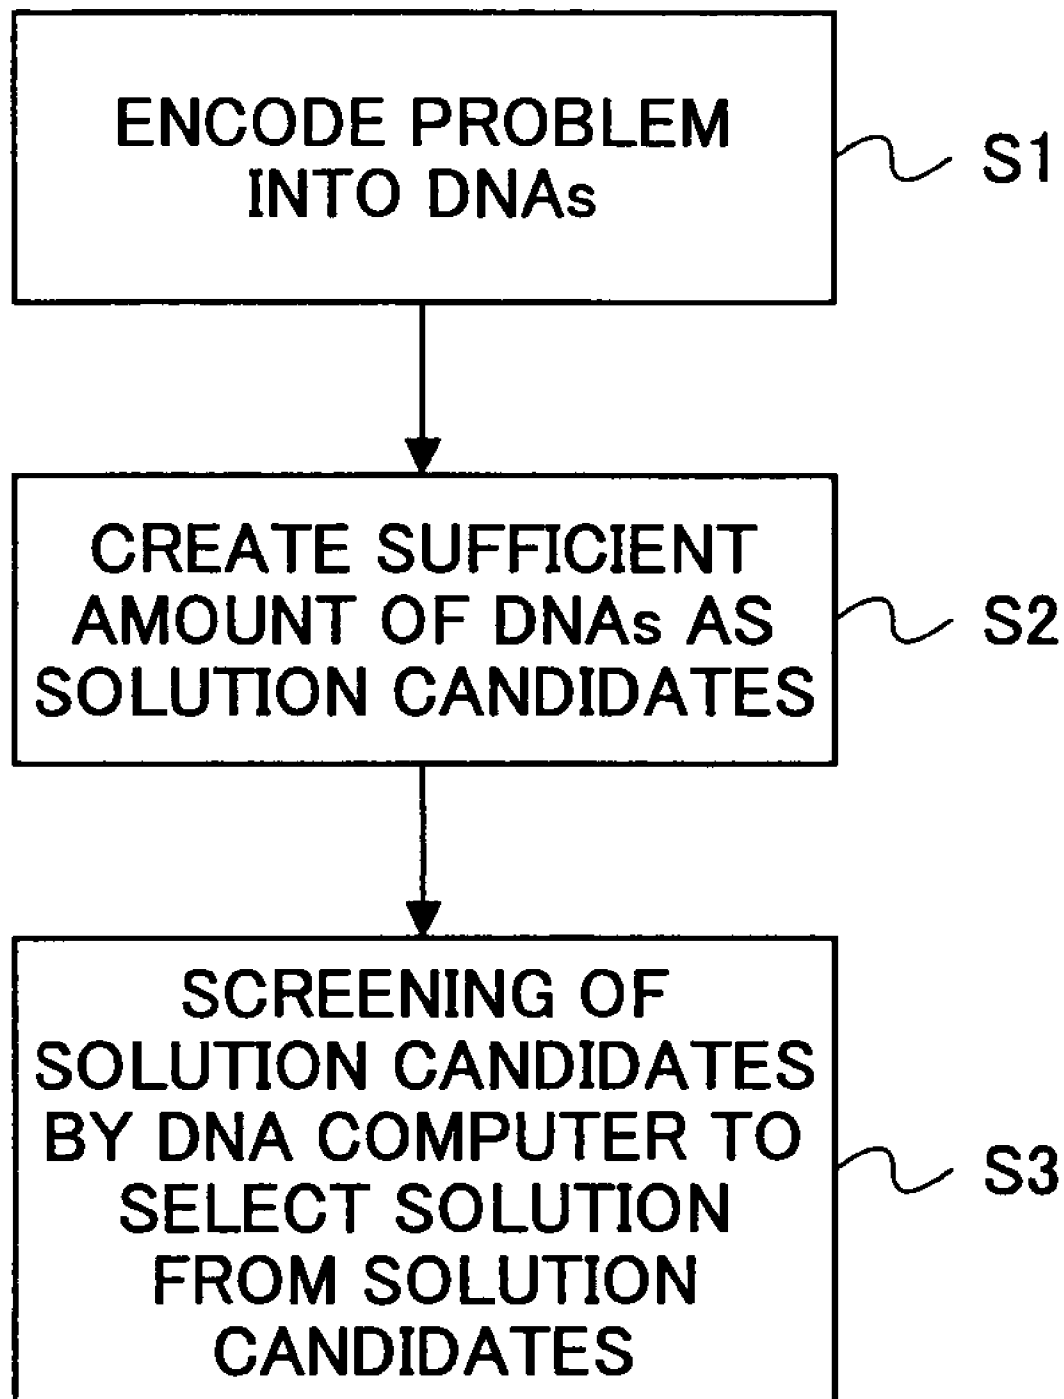 ENCODE PROBLEM
INTO DNAs
S1
CREATE SUFFICIENT
AMOUNT OF DNAs AS
SOLUTION CANDIDATES
S2
SCREENING OF
SOLUTION CANDIDATES
BY DNA COMPUTER TO
SELECT SOLUTION
FROM SOLUTION
CANDIDATES
S3